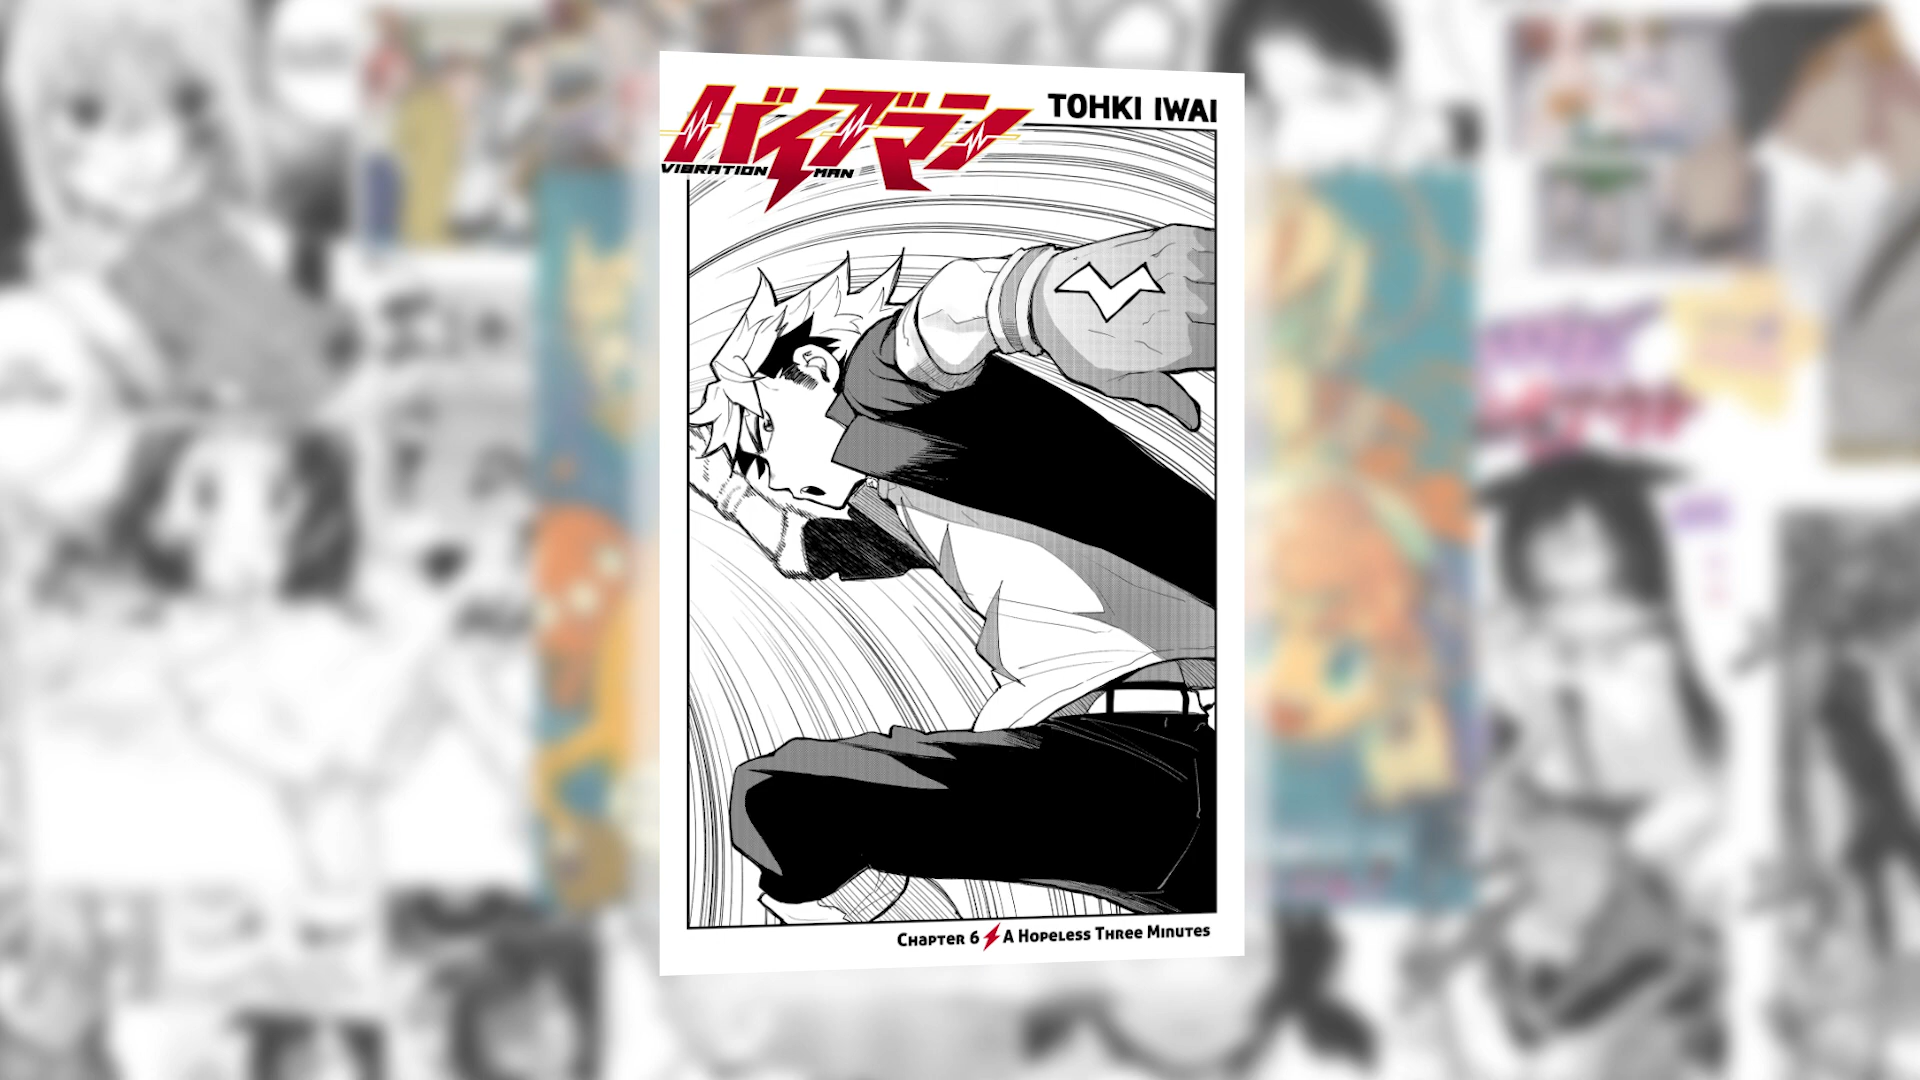 バイブマン
TOHKI IWAI
VIBRATION MAN
CHAPTER 6 A HOPELESS THREE MINUTES